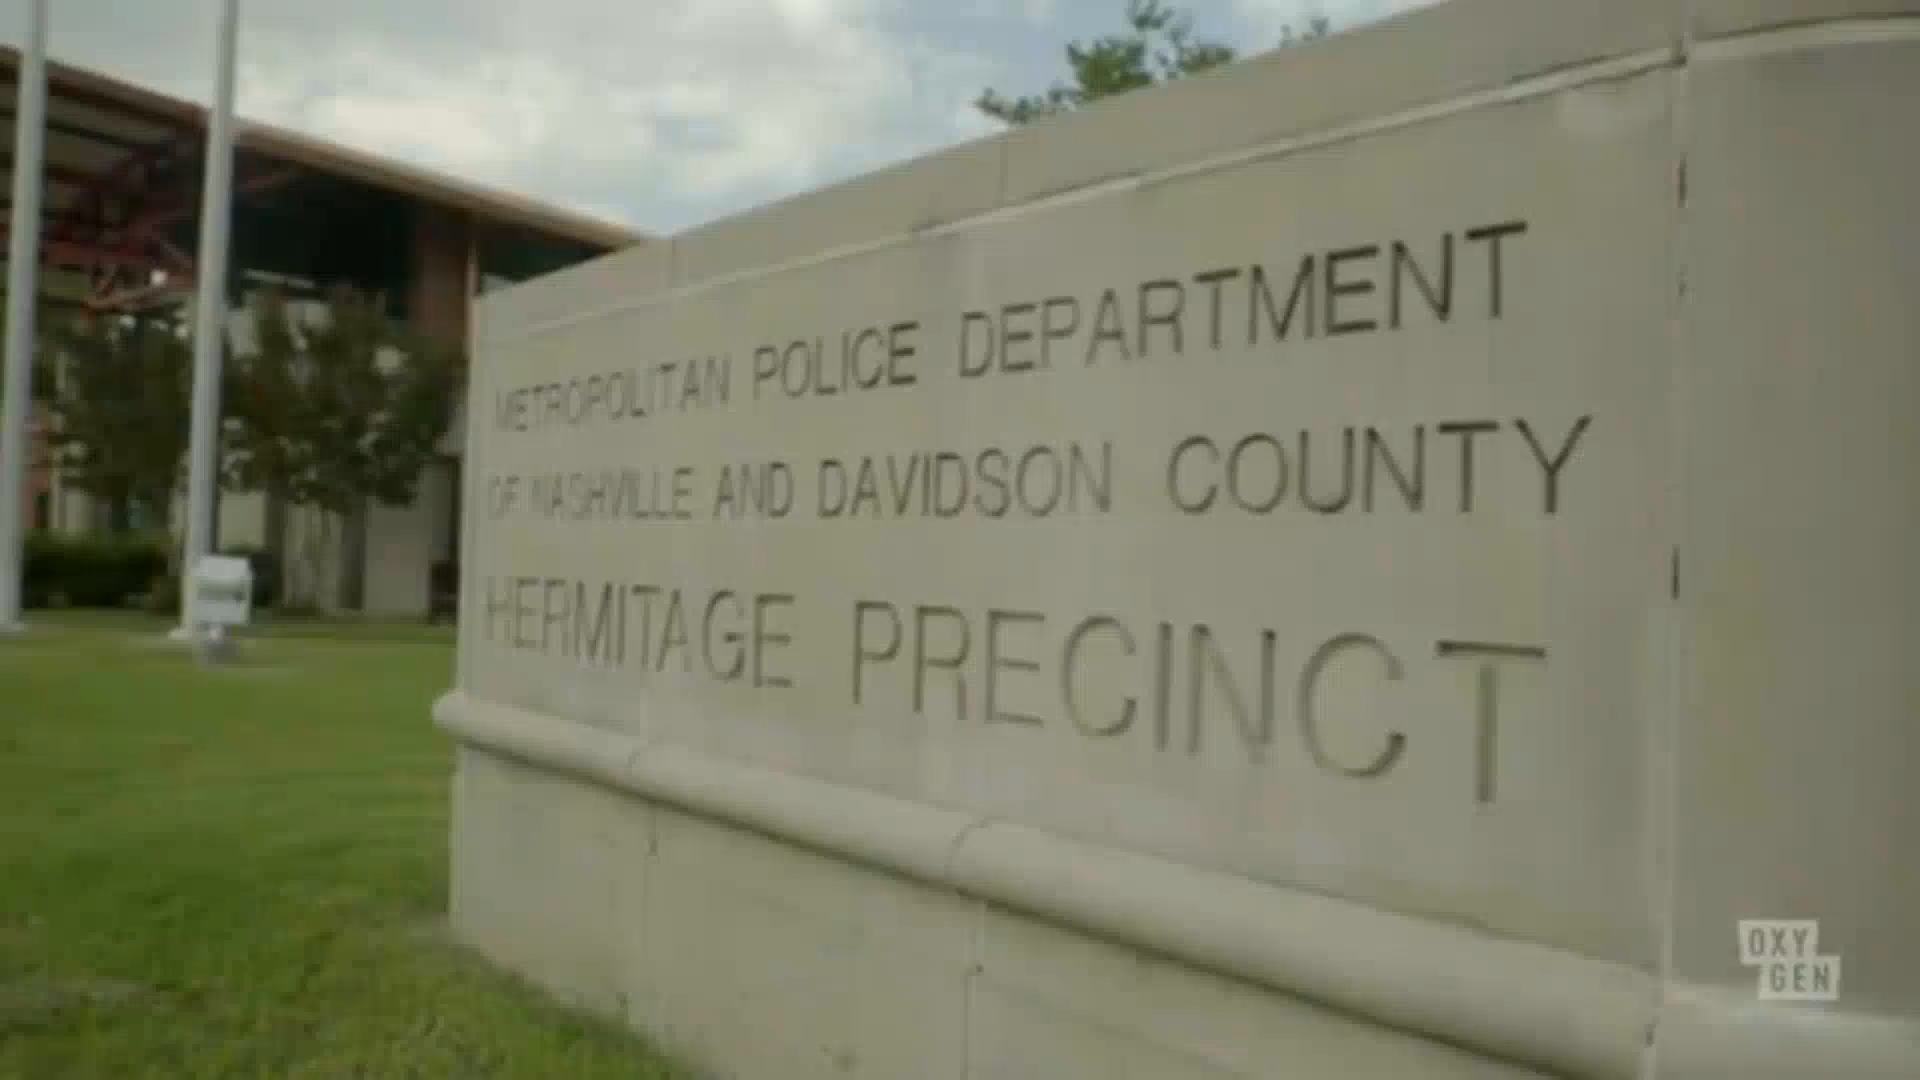 METROPOLITAN POLICE DEPARTMENT
OF NASHVILLE AND DAVIDSON COUNTY
HERMITAGE PRECINCT
OXY
GEN